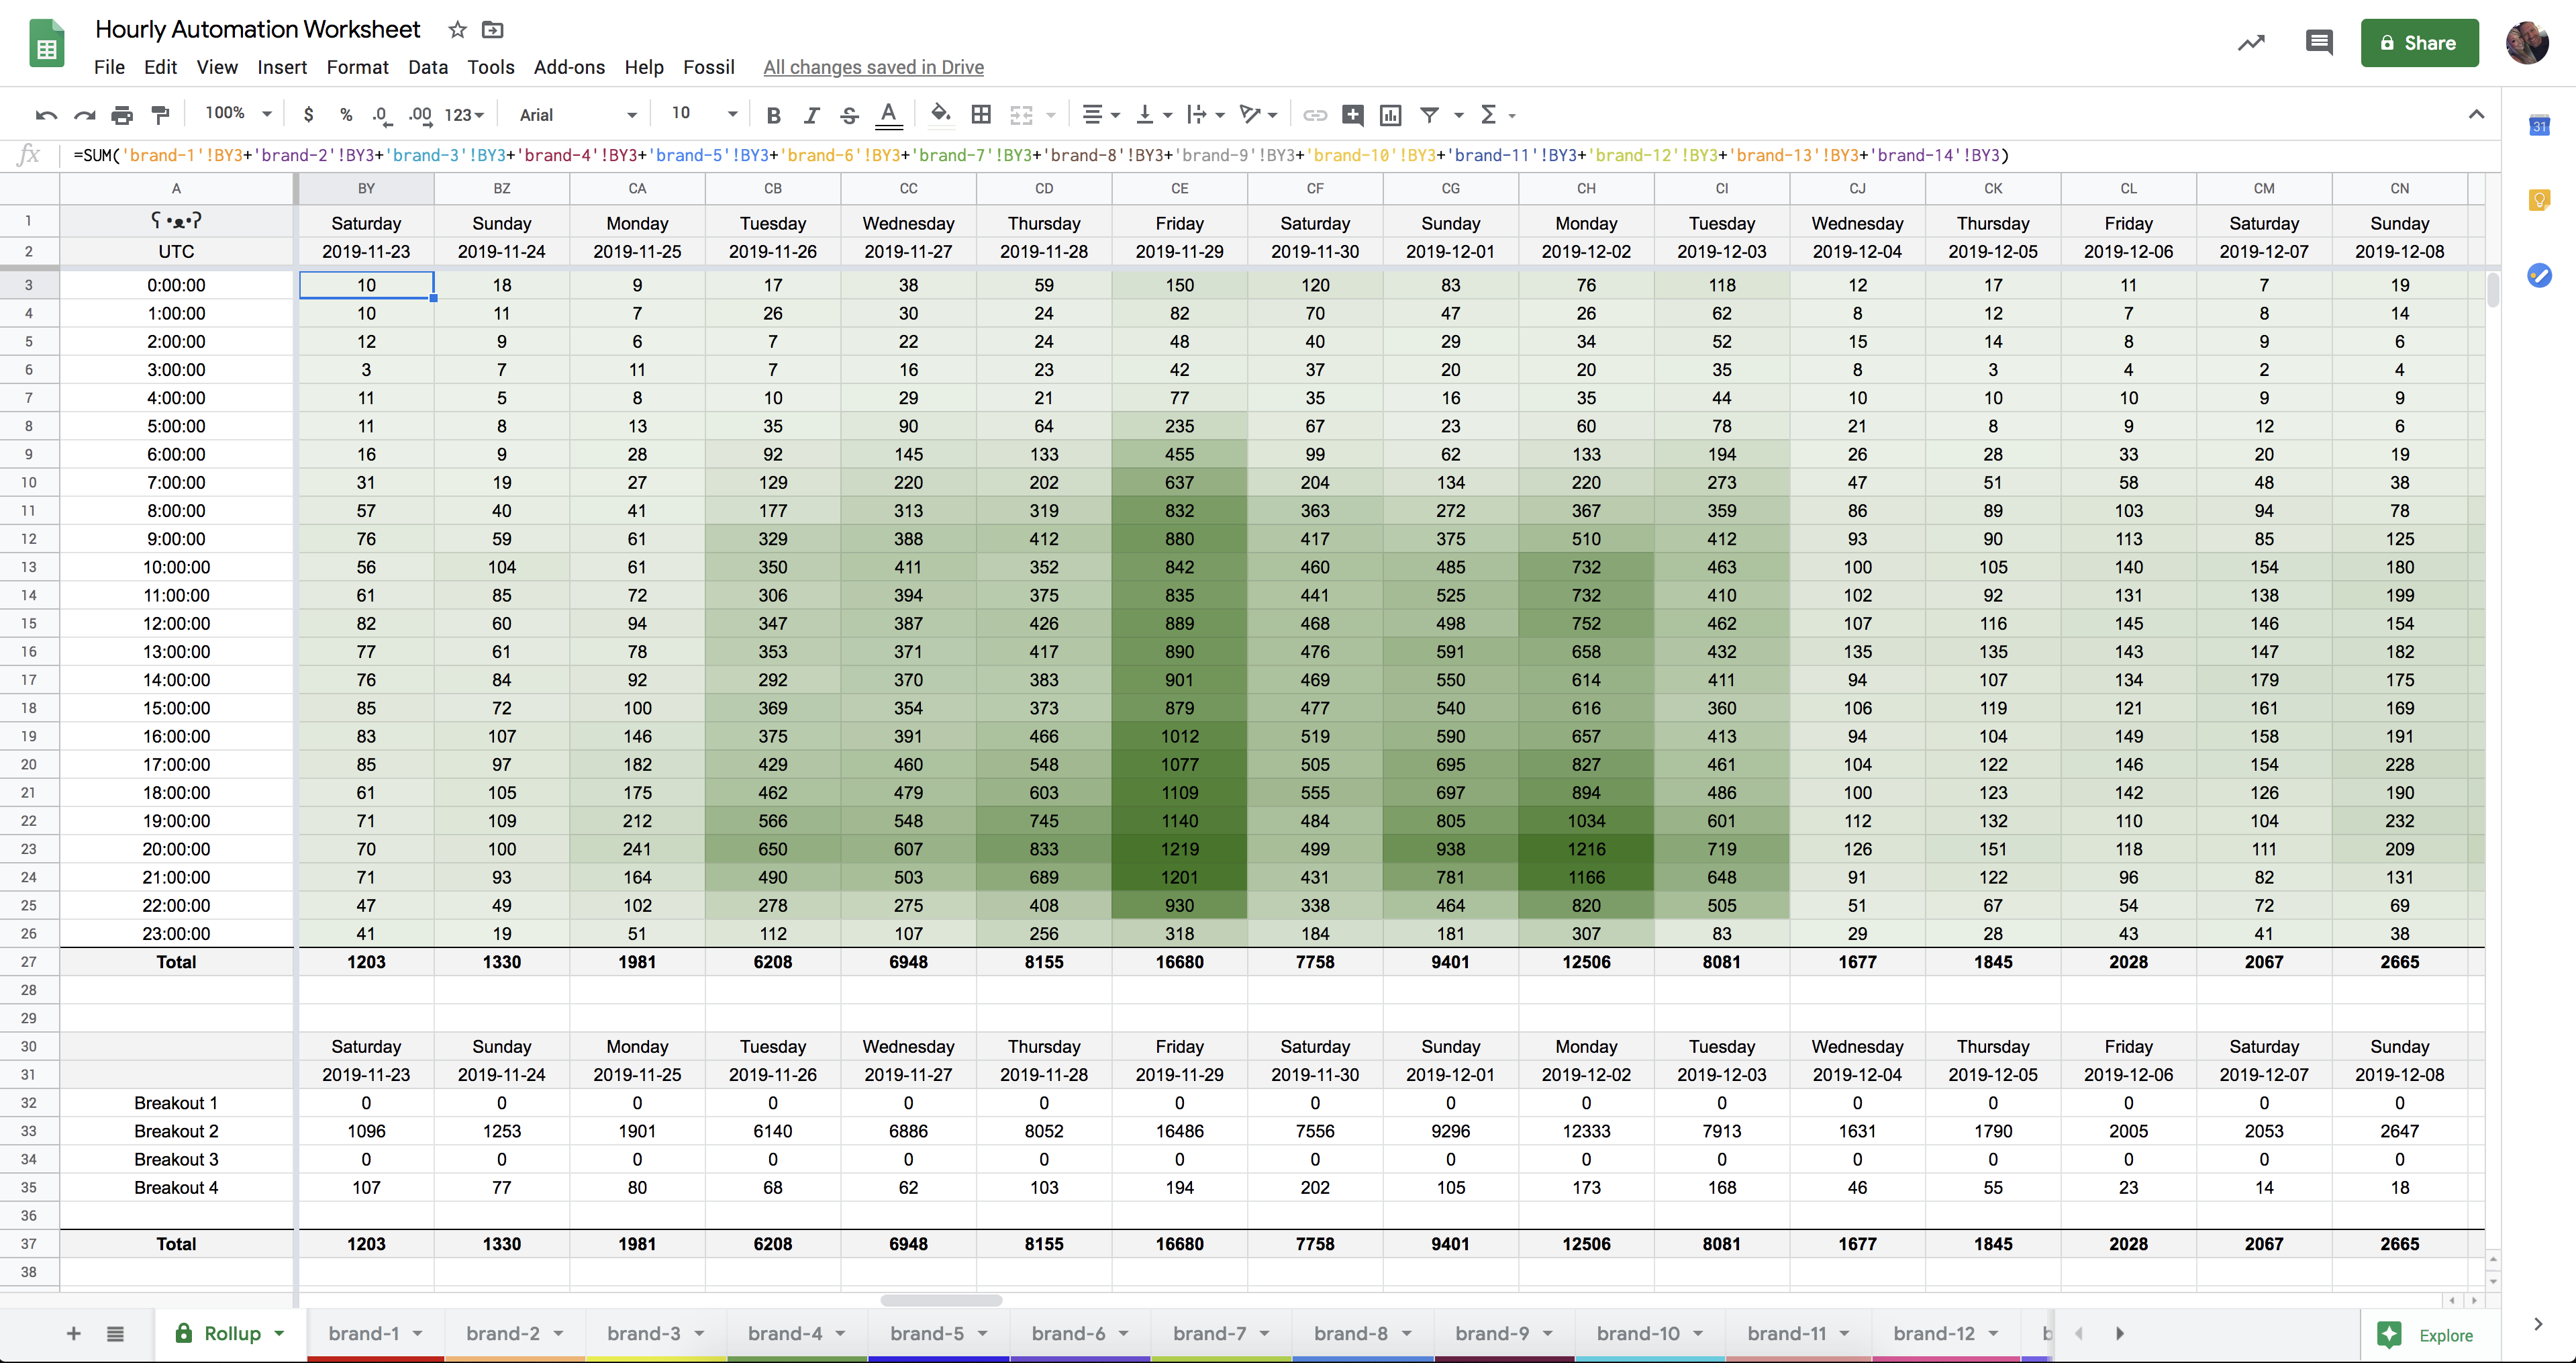 Hourly Automation Worksheet
File Edit View Insert Format Data Tools Add-ons Help Fossil All changes saved in Drive
Share
100% $ % .0 .00 123 Arial 10 B I S A Σ
31
fx =SUM('brand-1'!BY3+'brand-2'!BY3+'brand-3'!BY3+'brand-4'!BY3+'brand-5'!BY3+'brand-6'!BY3+'brand-7'!BY3+'brand-8'!BY3+'brand-9'!BY3+'brand-10'!BY3+'brand-11'!BY3+'brand-12'!BY3+'brand-13'!BY3+'brand-14'!BY3)
A BY BZ CA CB CC CD CE CF CG CH CI CJ CK CL CM CN
1 ʕ •ᴥ•ʔ Saturday Sunday Monday Tuesday Wednesday Thursday Friday Saturday Sunday Monday Tuesday Wednesday Thursday Friday Saturday Sunday
2 UTC 2019-11-23 2019-11-24 2019-11-25 2019-11-26 2019-11-27 2019-11-28 2019-11-29 2019-11-30 2019-12-01 2019-12-02 2019-12-03 2019-12-04 2019-12-05 2019-12-06 2019-12-07 2019-12-08
3 0:00:00 10 18 9 17 38 59 150 120 83 76 118 12 17 11 7 19
4 1:00:00 10 11 7 26 30 24 82 70 47 26 62 8 12 7 8 14
5 2:00:00 12 9 6 7 22 24 48 40 29 34 52 15 14 8 9 6
6 3:00:00 3 7 11 7 16 23 42 37 20 20 35 8 3 4 2 4
7 4:00:00 11 5 8 10 29 21 77 35 16 35 44 10 10 10 9 9
8 5:00:00 11 8 13 35 90 64 235 67 23 60 78 21 8 9 12 6
9 6:00:00 16 9 28 92 145 133 455 99 62 133 194 26 28 33 20 19
10 7:00:00 31 19 27 129 220 202 637 204 134 220 273 47 51 58 48 38
11 8:00:00 57 40 41 177 313 319 832 363 272 367 359 86 89 103 94 78
12 9:00:00 76 59 61 329 388 412 880 417 375 510 412 93 90 113 85 125
13 10:00:00 56 104 61 350 411 352 842 460 485 732 463 100 105 140 154 180
14 11:00:00 61 85 72 306 394 375 835 441 525 732 410 102 92 131 138 199
15 12:00:00 82 60 94 347 387 426 889 468 498 752 462 107 116 145 146 154
16 13:00:00 77 61 78 353 371 417 890 476 591 658 432 135 135 143 147 182
17 14:00:00 76 84 92 292 370 383 901 469 550 614 411 94 107 134 179 175
18 15:00:00 85 72 100 369 354 373 879 477 540 616 360 106 119 121 161 169
19 16:00:00 83 107 146 375 391 466 1012 519 590 657 413 94 104 149 158 191
20 17:00:00 85 97 182 429 460 548 1077 505 695 827 461 104 122 146 154 228
21 18:00:00 61 105 175 462 479 603 1109 555 697 894 486 100 123 142 126 190
22 19:00:00 71 109 212 566 548 745 1140 484 805 1034 601 112 132 110 104 232
23 20:00:00 70 100 241 650 607 833 1219 499 938 1216 719 126 151 118 111 209
24 21:00:00 71 93 164 490 503 689 1201 431 781 1166 648 91 122 96 82 131
25 22:00:00 47 49 102 278 275 408 930 338 464 820 505 51 67 54 72 69
26 23:00:00 41 19 51 112 107 256 318 184 181 307 83 29 28 43 41 38
27 Total 1203 1330 1981 6208 6948 8155 16680 7758 9401 12506 8081 1677 1845 2028 2067 2665
28
29
30 Saturday Sunday Monday Tuesday Wednesday Thursday Friday Saturday Sunday Monday Tuesday Wednesday Thursday Friday Saturday Sunday
31 2019-11-23 2019-11-24 2019-11-25 2019-11-26 2019-11-27 2019-11-28 2019-11-29 2019-11-30 2019-12-01 2019-12-02 2019-12-03 2019-12-04 2019-12-05 2019-12-06 2019-12-07 2019-12-08
32 Breakout 1 0 0 0 0 0 0 0 0 0 0 0 0 0 0 0 0
33 Breakout 2 1096 1253 1901 6140 6886 8052 16486 7556 9296 12333 7913 1631 1790 2005 2053 2647
34 Breakout 3 0 0 0 0 0 0 0 0 0 0 0 0 0 0 0 0
35 Breakout 4 107 77 80 68 62 103 194 202 105 173 168 46 55 23 14 18
36
37 Total 1203 1330 1981 6208 6948 8155 16680 7758 9401 12506 8081 1677 1845 2028 2067 2665
38
+ Rollup brand-1 brand-2 brand-3 brand-4 brand-5 brand-6 brand-7 brand-8 brand-9 brand-10 brand-11 brand-12 b Explore